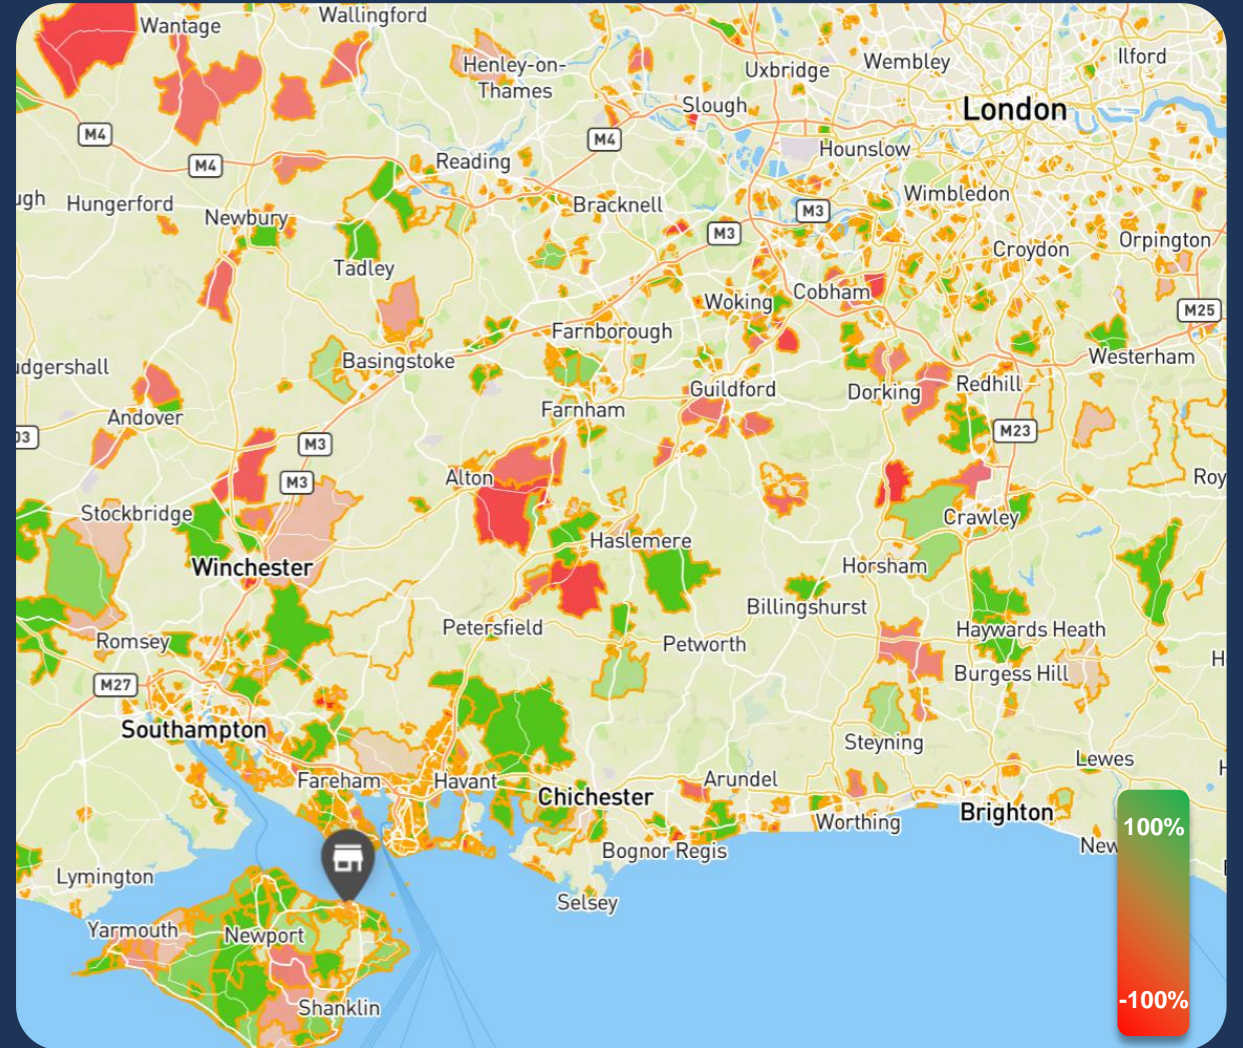 Wantage
Wallingford
Henley-on-
Thames
Uxbridge
Wembley
Ilford
Slough
London
M4
M4
M4
Hounslow
Reading
ugh
Hungerford
Newbury
Bracknell
M3
M3
Wimbledon
Croydon
Orpington
Tadley
Woking
Cobham
M25
Farnborough
Westerham
udgershall
Basingstoke
Guildford
Dorking
Redhill
Andover
Farnham
03
M3
M23
M3
Alton
Roy
Stockbridge
Crawley
Haslemere
Winchester
Horsham
Billingshurst
Petersfield
Haywards Heath
Romsey
Petworth
H
Burgess Hill
M27
Southampton
Steyning
Lewes
Fareham
Havant
Arundel
H
Chichester
Brighton
Worthing
100%
New
Bognor Regis
Lymington
Selsey
Yarmouth
Newport
Shanklin
-100%